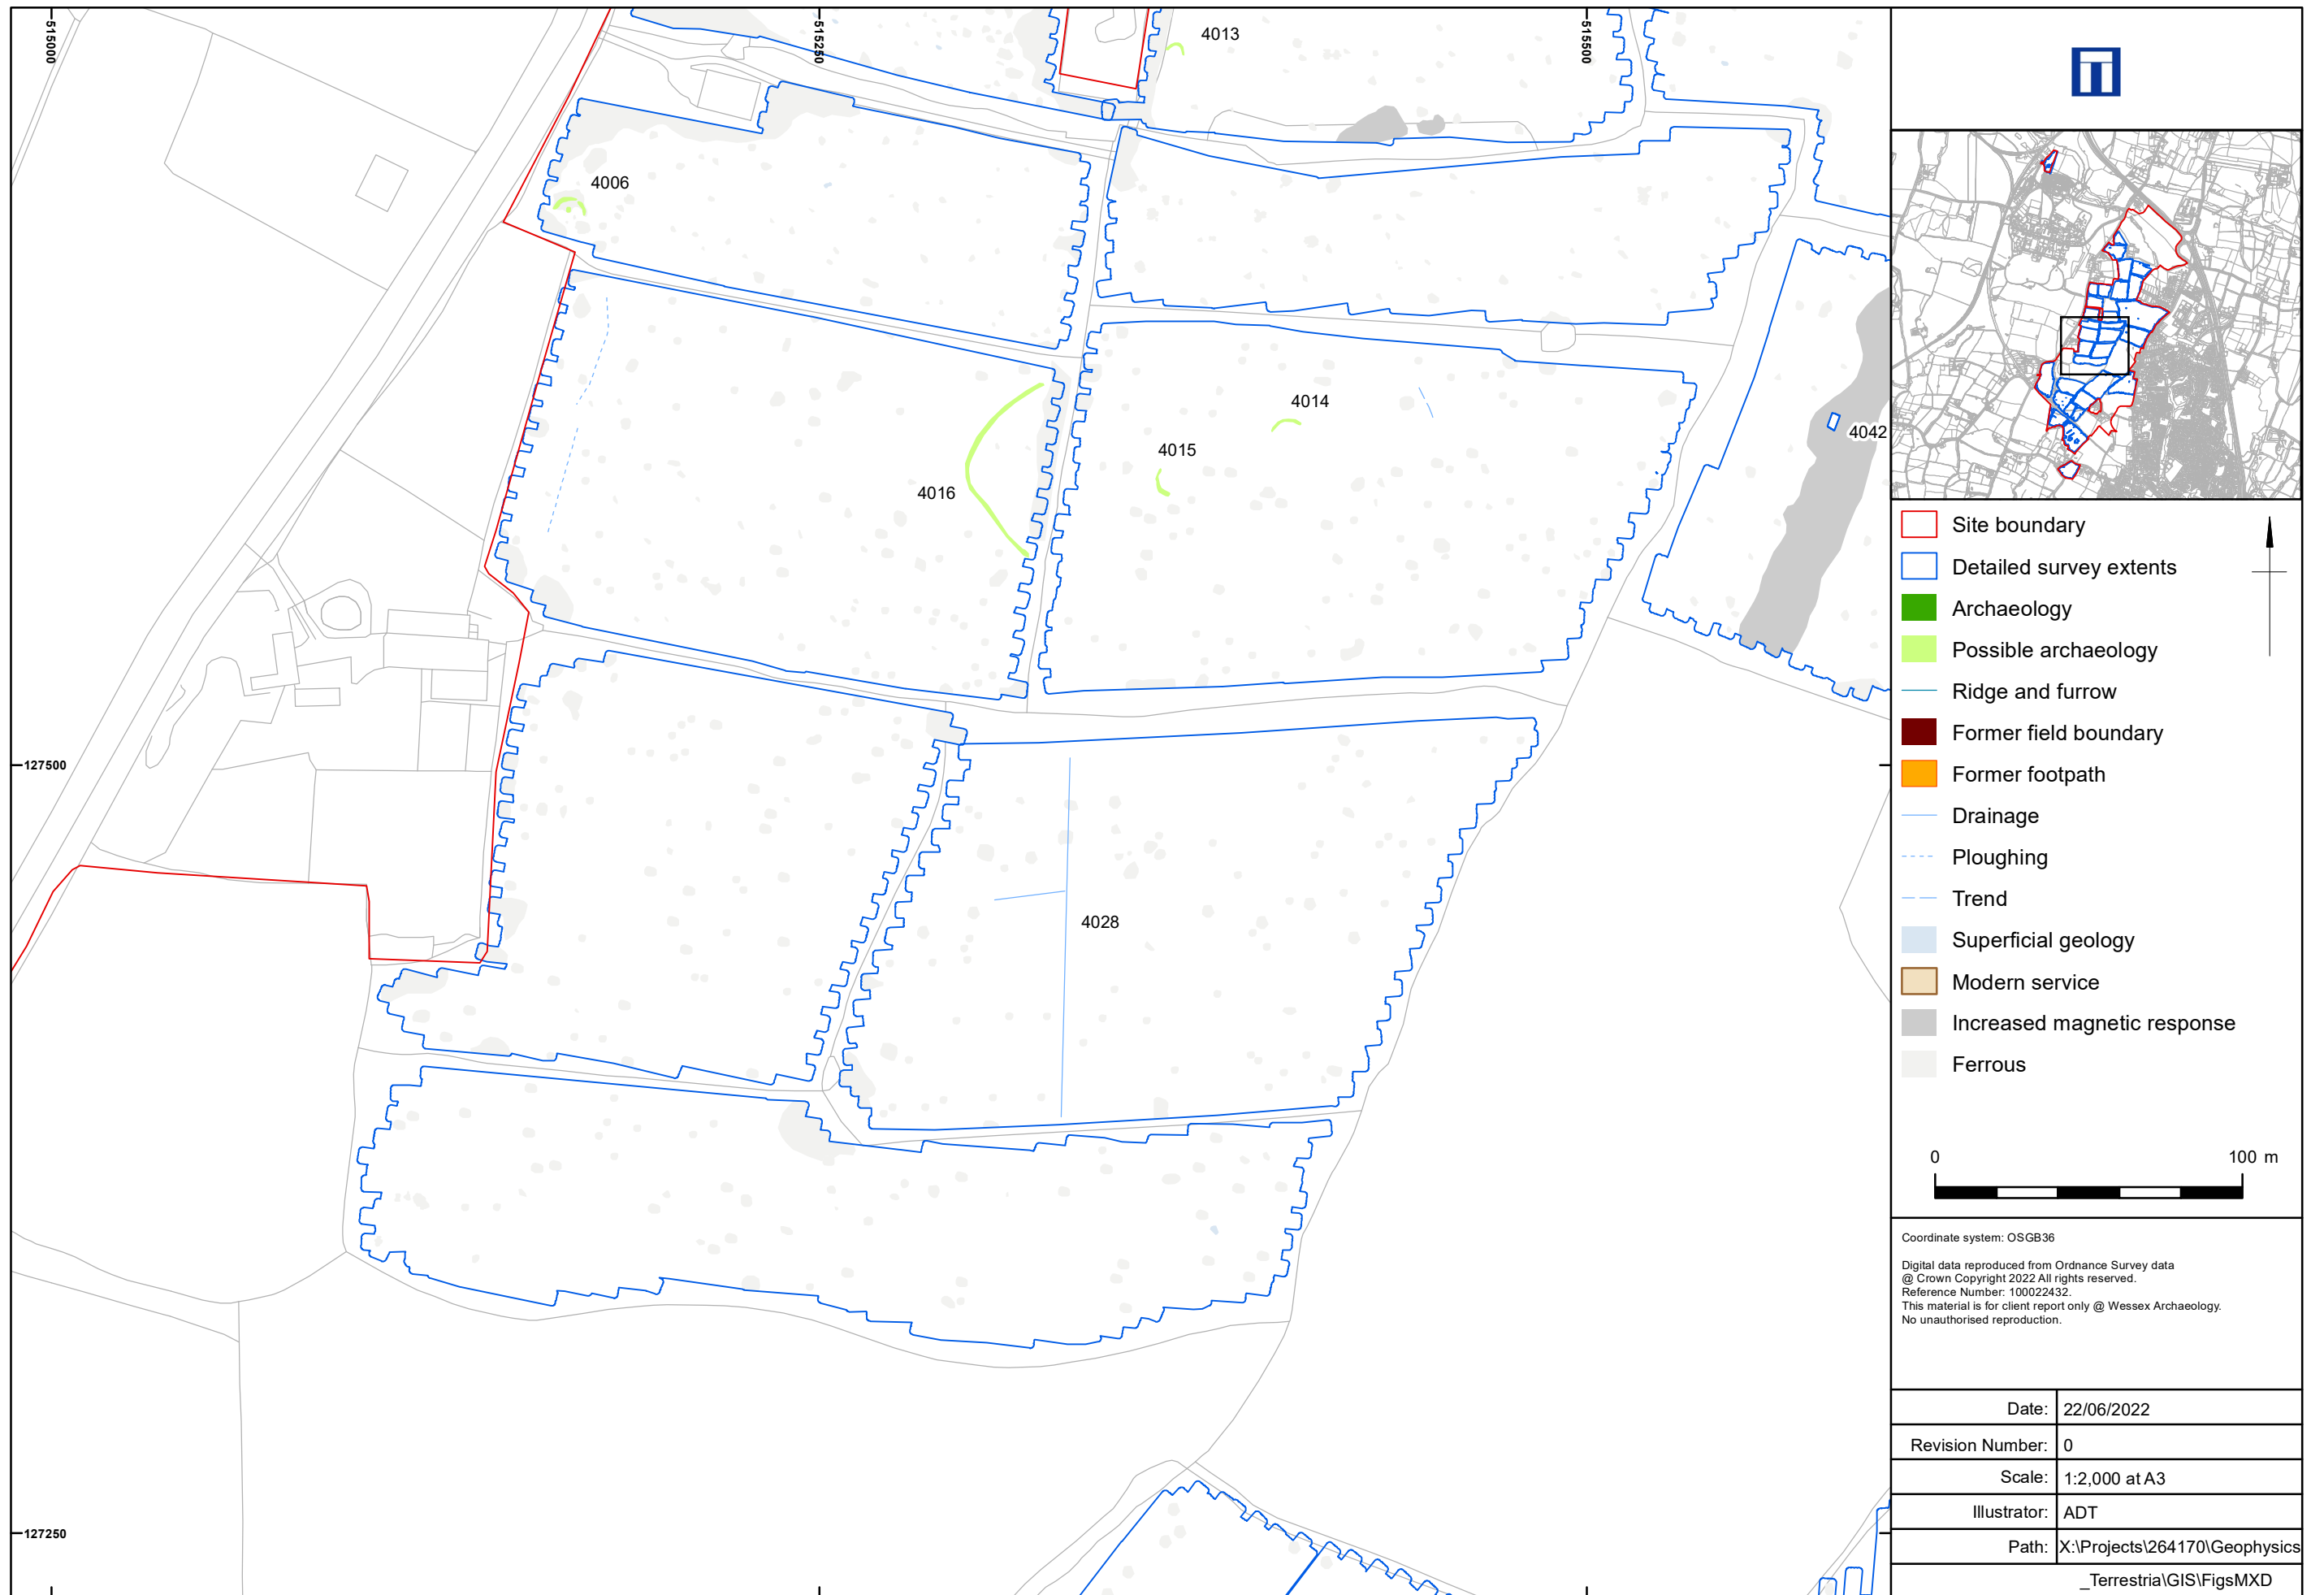 515000
515250
515500
4013
4006
4014
4015
4016
4042
127500
4028
127250
Site boundary
Detailed survey extents
Archaeology
Possible archaeology
Ridge and furrow
Former field boundary
Former footpath
Drainage
Ploughing
Trend
Superficial geology
Modern service
Increased magnetic response
Ferrous
0 100 m
Coordinate system: OSGB36
Digital data reproduced from Ordnance Survey data
@ Crown Copyright 2022 All rights reserved.
Reference Number: 100022432.
This material is for client report only @ Wessex Archaeology.
No unauthorised reproduction.
Date: 22/06/2022
Revision Number: 0
Scale: 1:2,000 at A3
Illustrator: ADT
Path: X:\Projects\264170\Geophysics
_Terrestria\GIS\FigsMXD